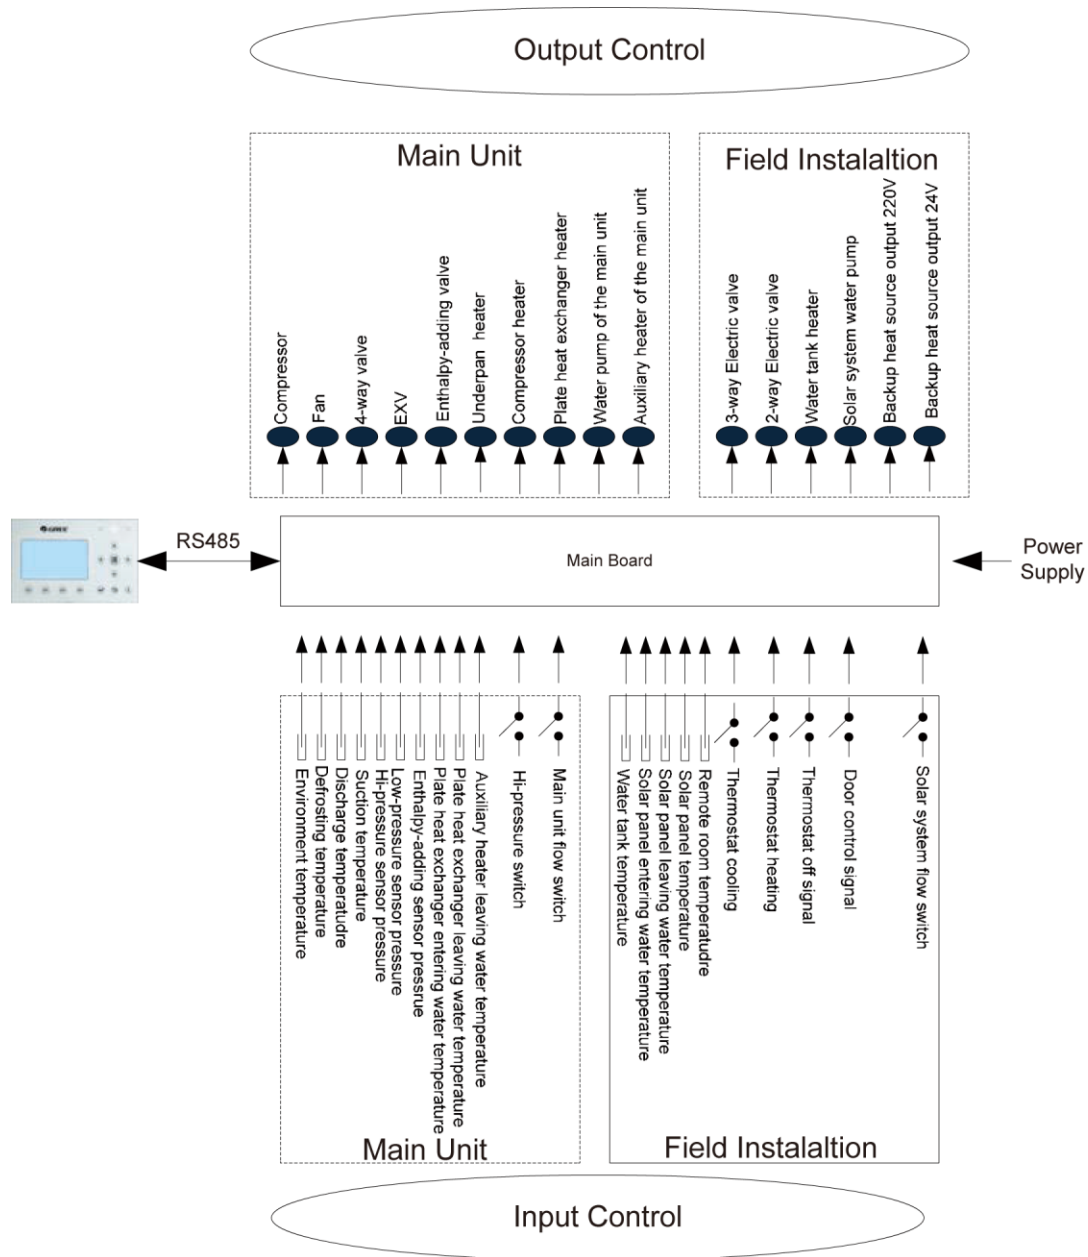 Output Control
Main Unit
Field Instalaltion
Compressor
Fan
4-way valve
EXV
Enthalpy-adding valve
Underpan heater
Compressor heater
Plate heat exchanger heater
Water pump of the main unit
Auxiliary heater of the main unit
3-way Electric valve
2-way Electric valve
Water tank heater
Solar system water pump
Backup heat source output 220V
Backup heat source output 24V
GREE
RS485
Main Board
Power
Supply
Environment temperature
Defrosting temperature
Discharge temperatudre
Suction temperature
Hi-pressure sensor pressure
Low-pressure sensor pressure
Enthalpy-adding sensor pressrue
Plate heat exchanger entering water temperature
Plate heat exchanger leaving water temperature
Auxiliary heater leaving water temperature
Hi-pressure switch
Main unit flow switch
Water tank temperature
Solar panel entering water temperature
Solar panel leaving water temperature
Solar panel temperature
Remote room temperatudre
Thermostat cooling
Thermostat heating
Thermostat off signal
Door control signal
Solar system flow switch
Main Unit
Field Instalaltion
Input Control